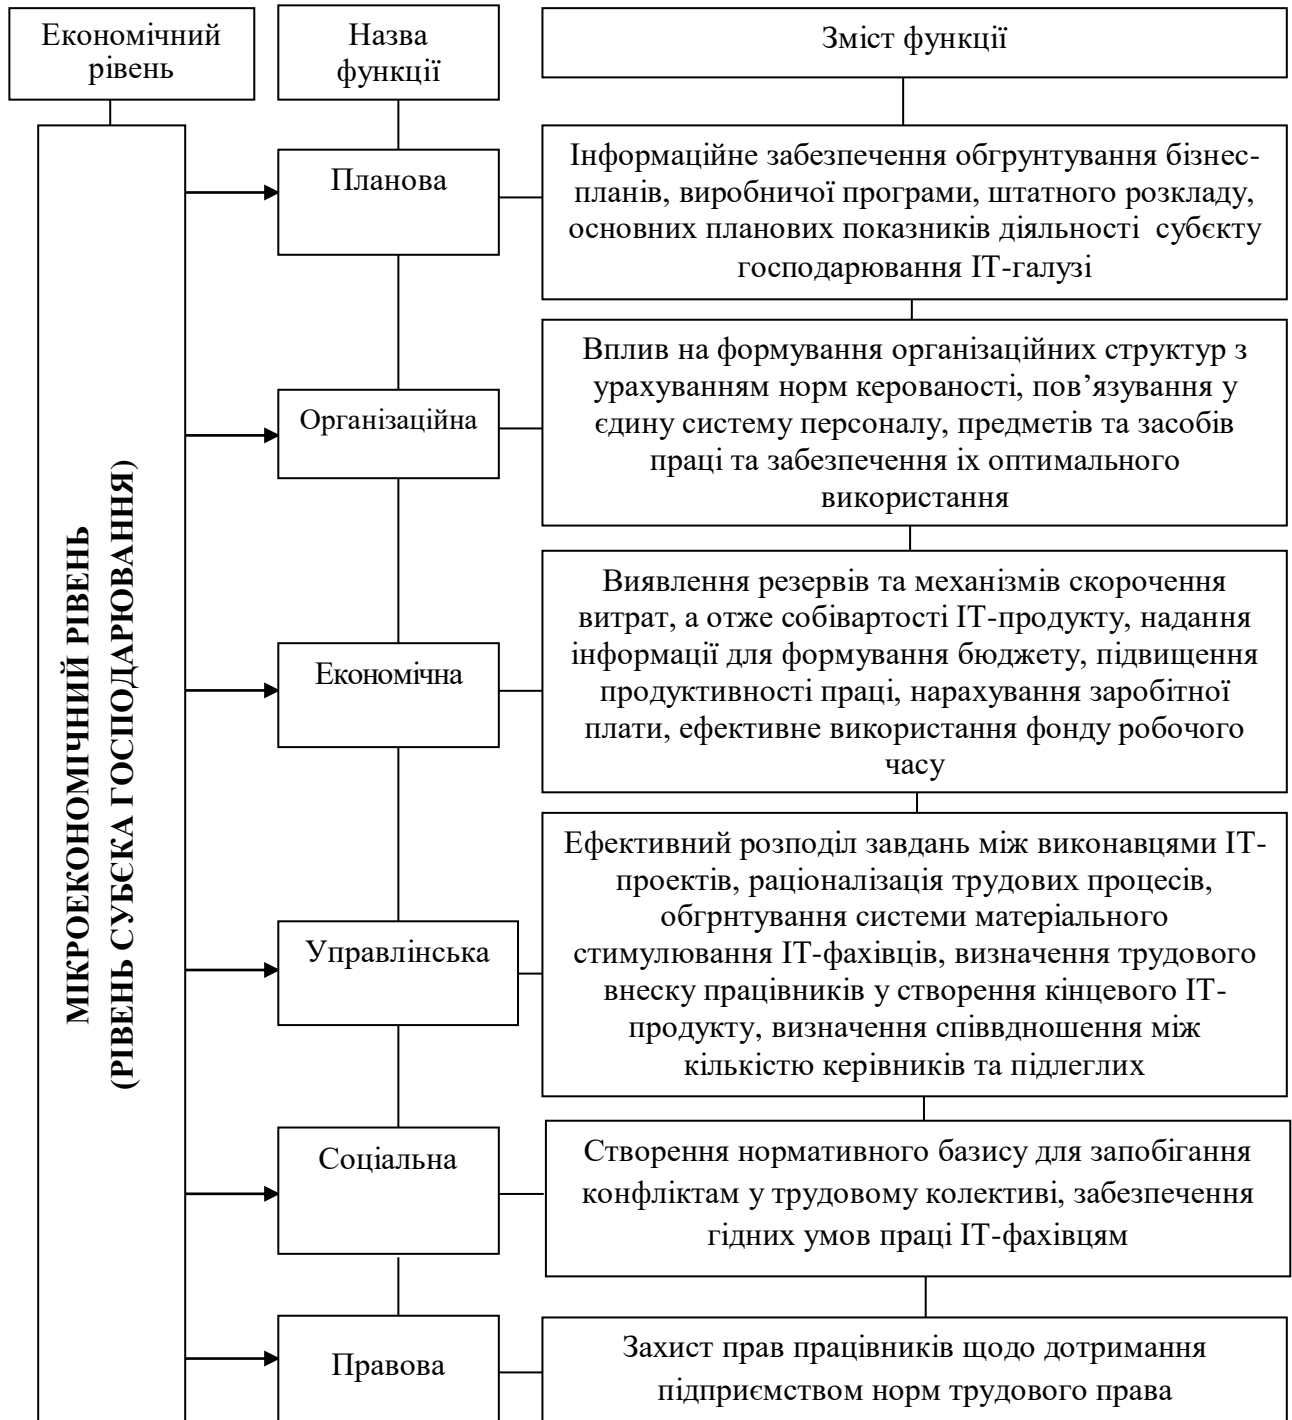 Економічний
рівень
Назва
функції
Зміст функції
МІКРОЕКОНОМІЧНИЙ РІВЕНЬ
(РІВЕНЬ СУБЄСКА ГОСПОДАРЮВАННЯ)
Планова
Інформаційне забезпечення обгрунтування бізнес-
планів, виробничої програми, штатного розкладу,
основних планових показників діяльності субєкту
господарювання ІТ-галузі
Організаційна
Вплив на формування організаційних структур з
урахуванням норм керованості, пов’язування у
єдину систему персоналу, предметів та засобів
праці та забезпечення їх оптимального
використання
Економічна
Виявлення резервів та механізмів скорочення
витрат, а отже собівартості ІТ-продукту, надання
інформації для формування бюджету, підвищення
продуктивності праці, нарахування заробітної
плати, ефективне використання фонду робочого
часу
Управлінська
Ефективний розподіл завдань між виконавцями ІТ-
проектів, раціоналізація трудових процесів,
обгрнтування системи матеріального
стимулювання ІТ-фахівців, визначення трудового
внеску працівників у створення кінцевого ІТ-
продукту, визначення співвдношення між
кількістю керівників та підлеглих
Соціальна
Створення нормативного базису для запобігання
конфліктам у трудовому колективі, забезпечення
гідних умов праці ІТ-фахівцям
Правова
Захист прав працівників щодо дотримання
підприємством норм трудового права